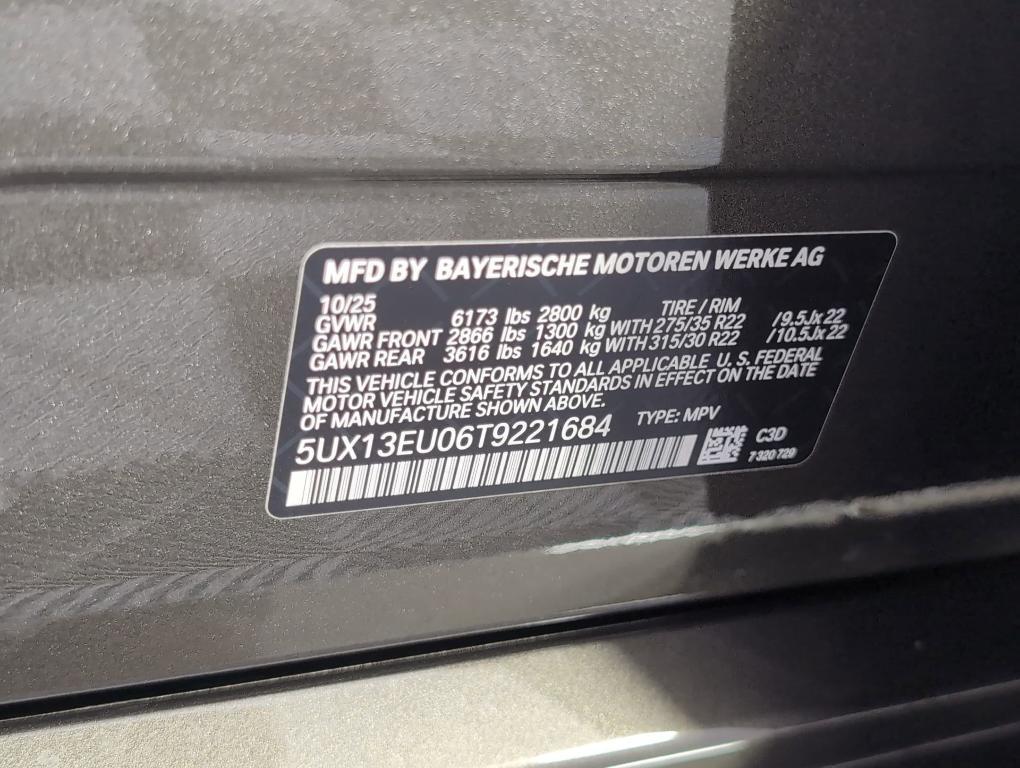 MFD BY BAYERISCHE MOTOREN WERKE AG
10/25 TIRE / RIM
GVWR 6173 lbs 2800 kg
GAWR FRONT 2866 lbs 1300 kg WITH 275/35 R22 /9.5Jx22
GAWR REAR 3616 lbs 1640 kg WITH 315/30 R22 /10.5Jx22
THIS VEHICLE CONFORMS TO ALL APPLICABLE U. S. FEDERAL
MOTOR VEHICLE SAFETY STANDARDS IN EFFECT ON THE DATE
OF MANUFACTURE SHOWN ABOVE.
5UX13EU06T9221684 TYPE: MPV
C3D
7 320 729